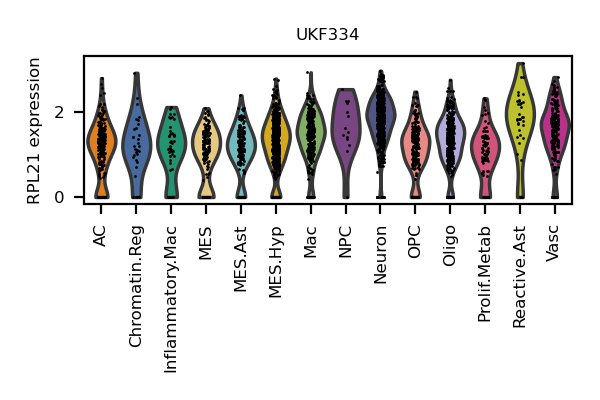 UKF334
RPL21 expression
2
0
AC
Chromatin.Reg
Inflammatory.Mac
MES
MES.Ast
MES.Hyp
Mac
NPC
Neuron
OPC
Oligo
Prolif.Metab
Reactive.Ast
Vasc